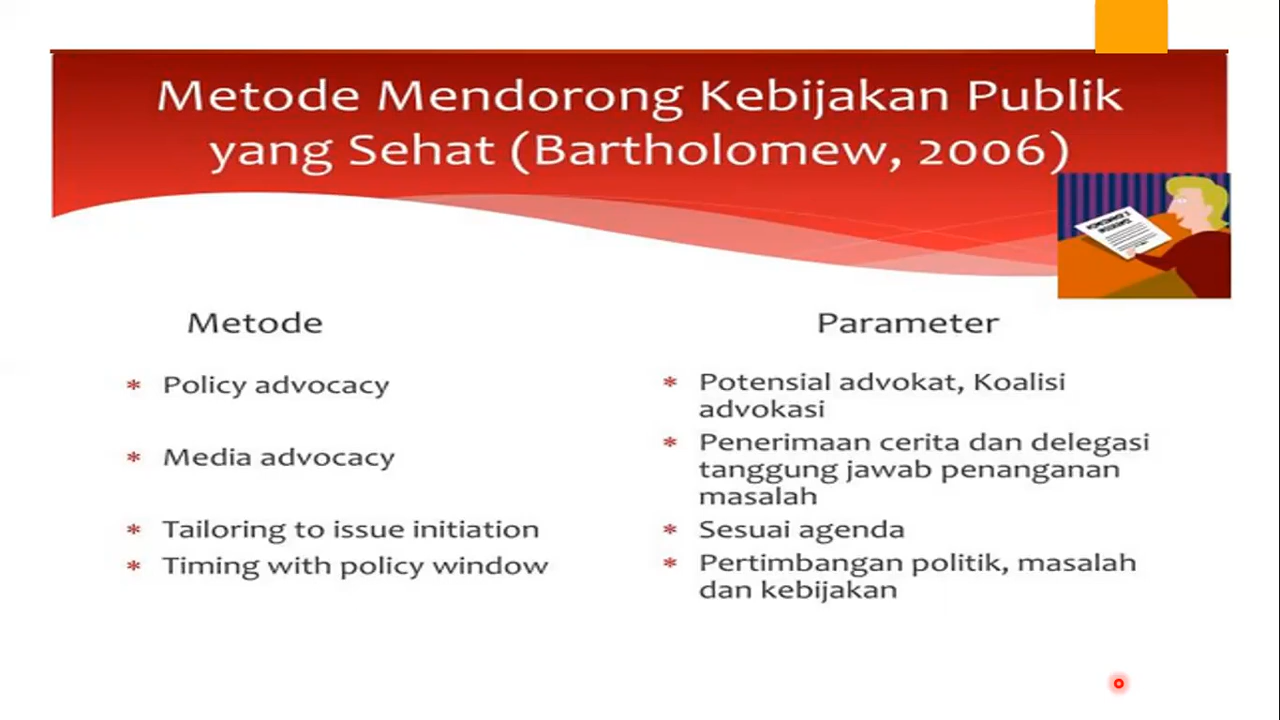 Metode Mendorong Kebijakan Publik
yang Sehat (Bartholomew, 2006)
Metode
* Policy advocacy
* Media advocacy
* Tailoring to issue initiation
* Timing with policy window
Parameter
* Potensial advokat, Koalisi
advokasi
* Penerimaan cerita dan delegasi
tanggung jawab penanganan
masalah
* Sesuai agenda
* Pertimbangan politik, masalah
dan kebijakan